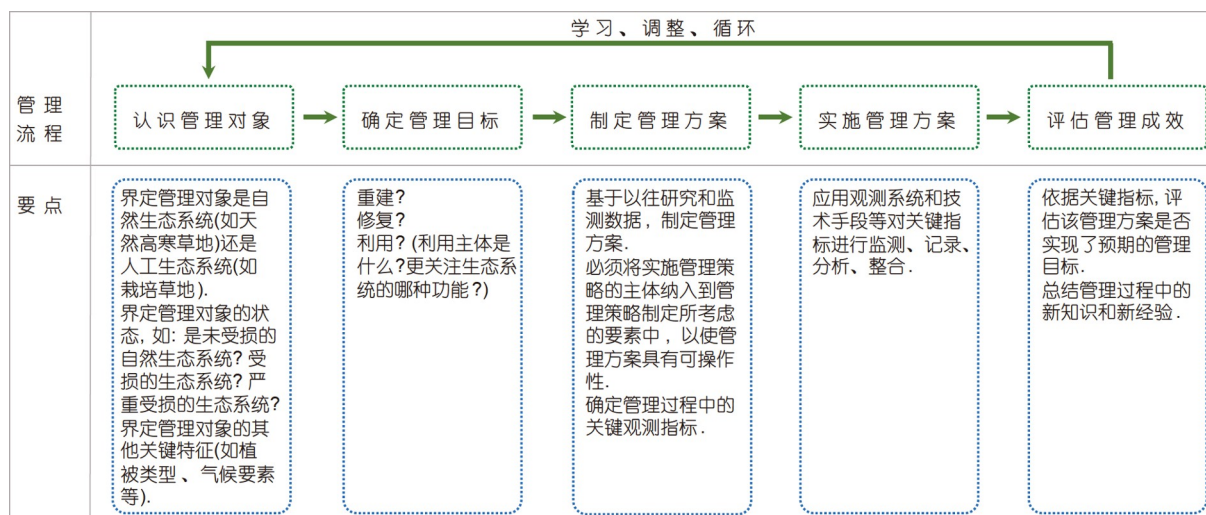 学习、调整、循环
管理
流程
认识管理对象
确定管理目标
制定管理方案
实施管理方案
评估管理成效
要点
界定管理对象是自
然生态系统(如天
然高寒草地)还是
人工生态系统(如
栽培草地).
界定管理对象的状
态, 如: 是未受损的
自然生态系统? 受
损的生态系统? 严
重受损的生态系统?
界定管理对象的其
他关键特征(如植
被类型、气候要素
等).
重建?
修复?
利用? (利用主体是
什么?更关注生态系
统的哪种功能?)
基于以往研究和监
测数据, 制定管理
方案.
必须将实施管理策
略的主体纳入到管
理策略制定所考虑
的要素中, 以使管
理方案具有可操作
性.
确定管理过程中的
关键观测指标.
应用观测系统和技
术手段等对关键指
标进行监测、记录、
分析、整合.
依据关键指标, 评
估该管理方案是否
实现了预期的管理
目标.
总结管理过程中的
新知识和新经验.